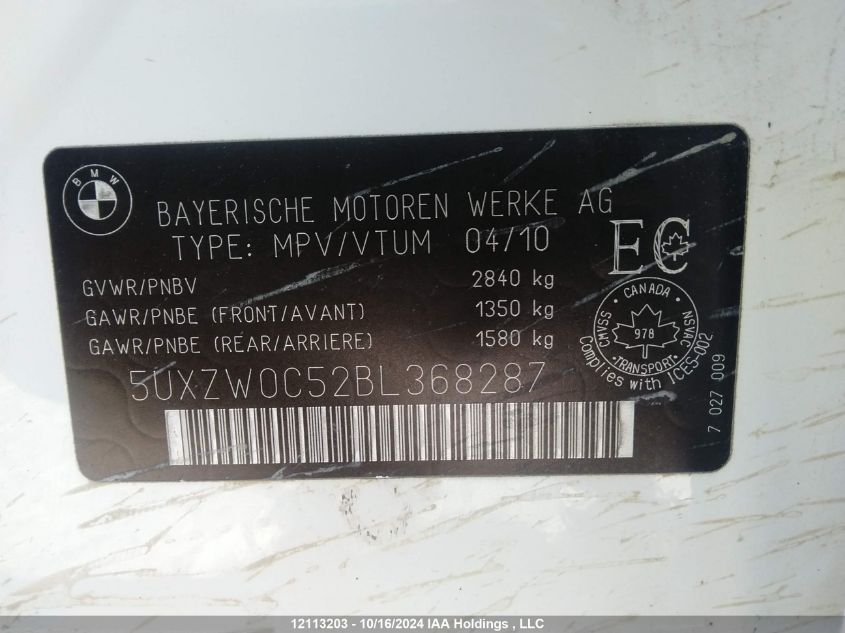 BMW
BAYERISCHE MOTOREN WERKE AG
TYPE: MPV/VTUM 04/10
EC
GVWR/PNBV 2840 kg
GAWR/PNBE (FRONT/AVANT) 1350 kg
GAWR/PNBE (REAR/ARRIERE) 1580 kg
5UXZW0C52BL368287
CANADA
CMVSS
NSVAC
978
TRANSPORT
Complies with ICES-002
7 027 009
12113203 - 10/16/2024 IAA Holdings , LLC